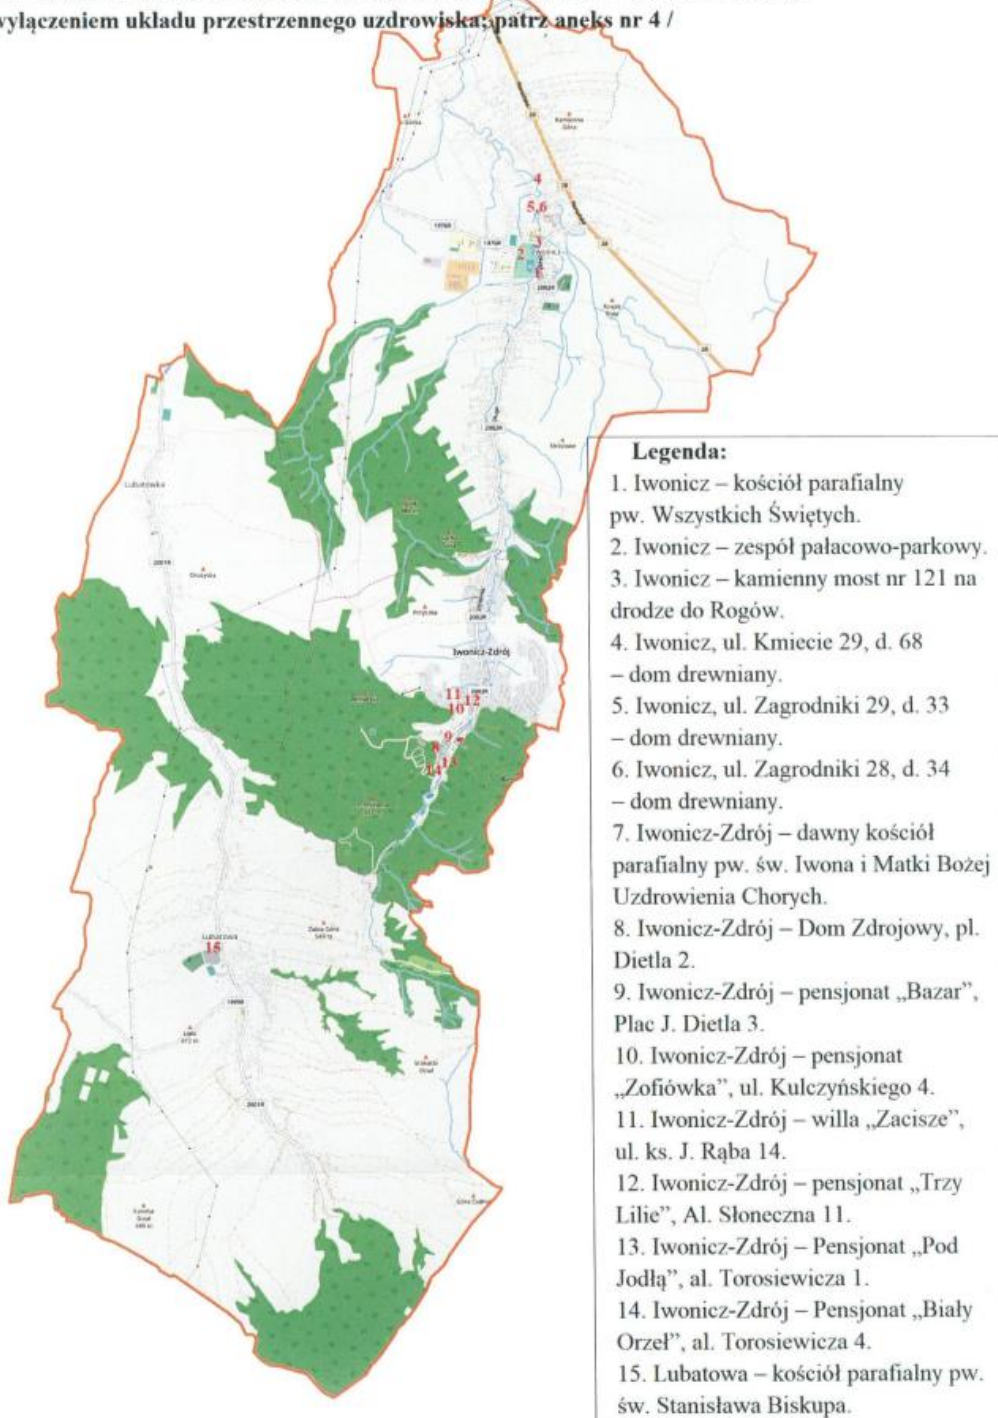 wyłączeniem układu przestrzennego uzdrowiska; patrz aneks nr 4 /
4
5,6
3
2
Lubatówka
Iwonicz-Zdrój
11
12
10
9
7
8
13
14
Lubatowa
15
Legenda:
1. Iwonicz – kościół parafialny
pw. Wszystkich Świętych.
2. Iwonicz – zespół pałacowo-parkowy.
3. Iwonicz – kamienny most nr 121 na
drodze do Rogów.
4. Iwonicz, ul. Kmiecie 29, d. 68
– dom drewniany.
5. Iwonicz, ul. Zagrodniki 29, d. 33
– dom drewniany.
6. Iwonicz, ul. Zagrodniki 28, d. 34
– dom drewniany.
7. Iwonicz-Zdrój – dawny kościół
parafialny pw. św. Iwona i Matki Bożej
Uzdrowienia Chorych.
8. Iwonicz-Zdrój – Dom Zdrojowy, pl.
Dietla 2.
9. Iwonicz-Zdrój – pensjonat „Bazar”,
Plac J. Dietla 3.
10. Iwonicz-Zdrój – pensjonat
„Zofiówka”, ul. Kulczyńskiego 4.
11. Iwonicz-Zdrój – willa „Zacisze”,
ul. ks. J. Rąba 14.
12. Iwonicz-Zdrój – pensjonat „Trzy
Lilie”, Al. Słoneczna 11.
13. Iwonicz-Zdrój – Pensjonat „Pod
Jodłą”, al. Torosiewicza 1.
14. Iwonicz-Zdrój – Pensjonat „Biały
Orzeł”, al. Torosiewicza 4.
15. Lubatowa – kościół parafialny pw.
św. Stanisława Biskupa.